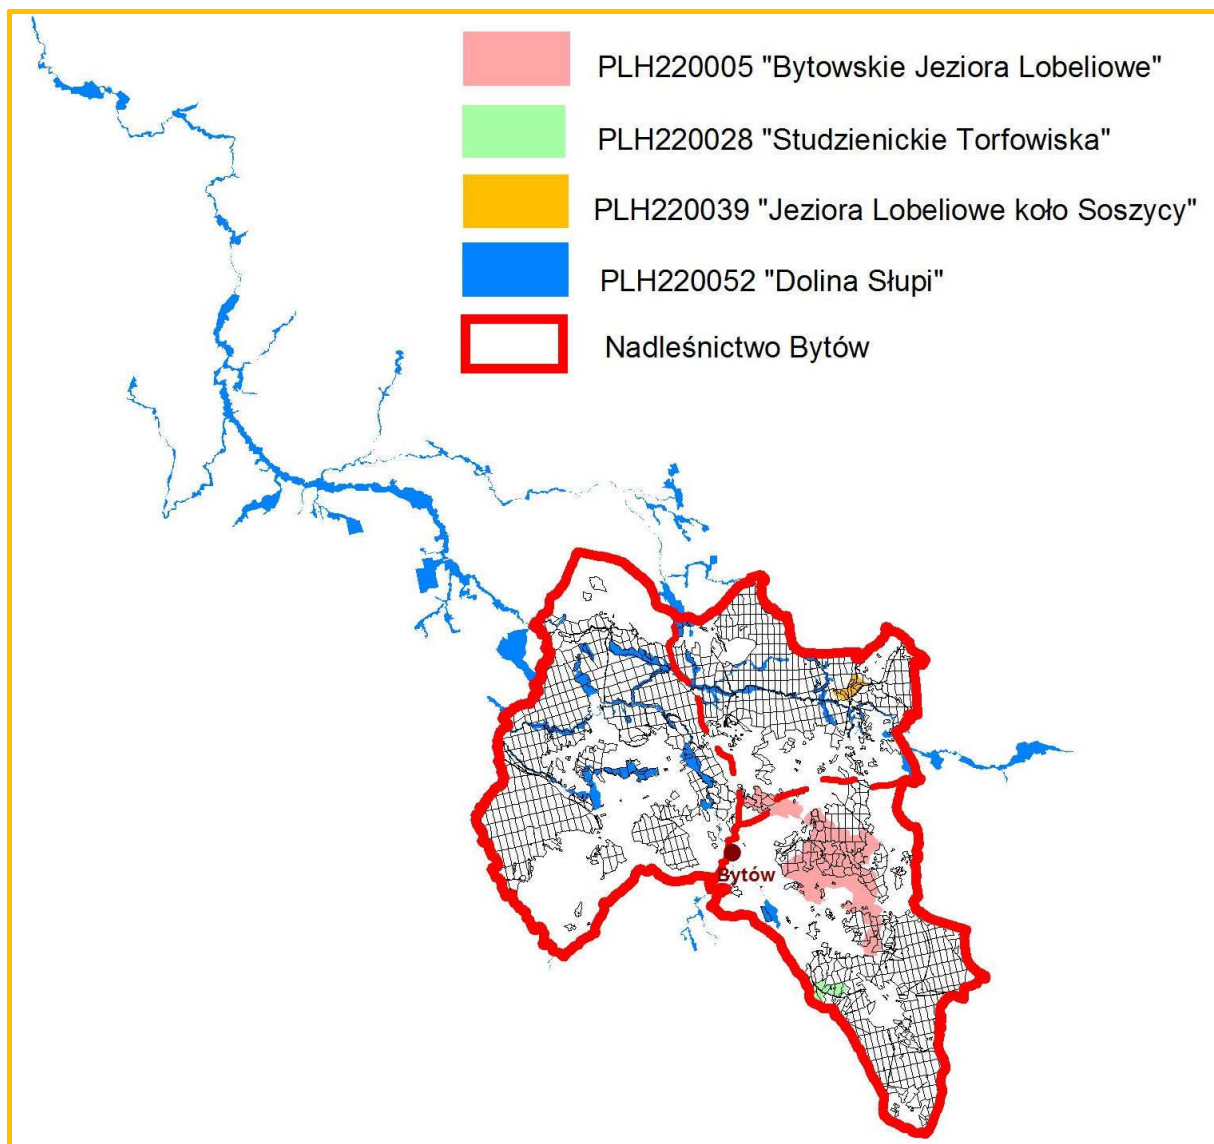 PLH220005 "Bytowskie Jeziora Lobeliowe"
PLH220028 "Studzienickie Torfowiska"
PLH220039 "Jeziora Lobeliowe koło Soszycy"
PLH220052 "Dolina Słupi"
Nadleśnictwo Bytów
Bytów